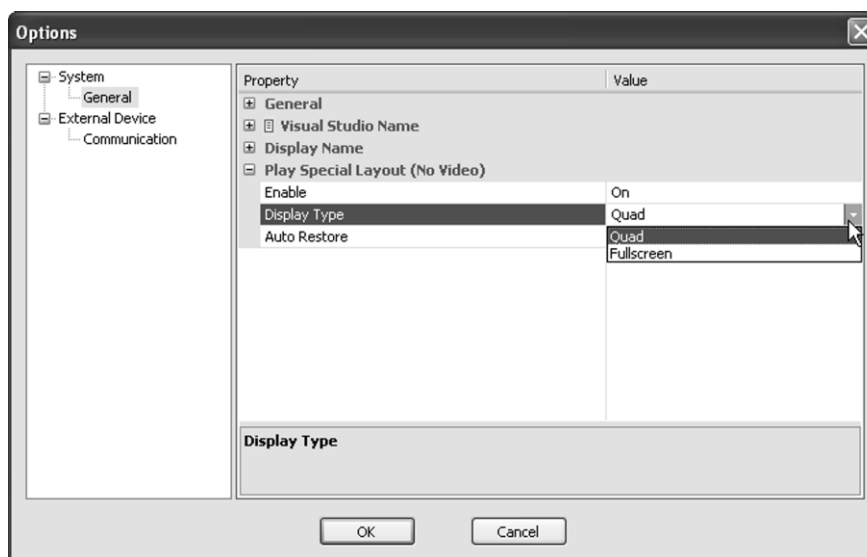 Options
System
General
External Device
Communication
Property Value
General
Visual Studio Name
Display Name
Play Special Layout (No Video)
Enable On
Display Type Quad
Auto Restore Quad
Fullscreen
Display Type
OK Cancel